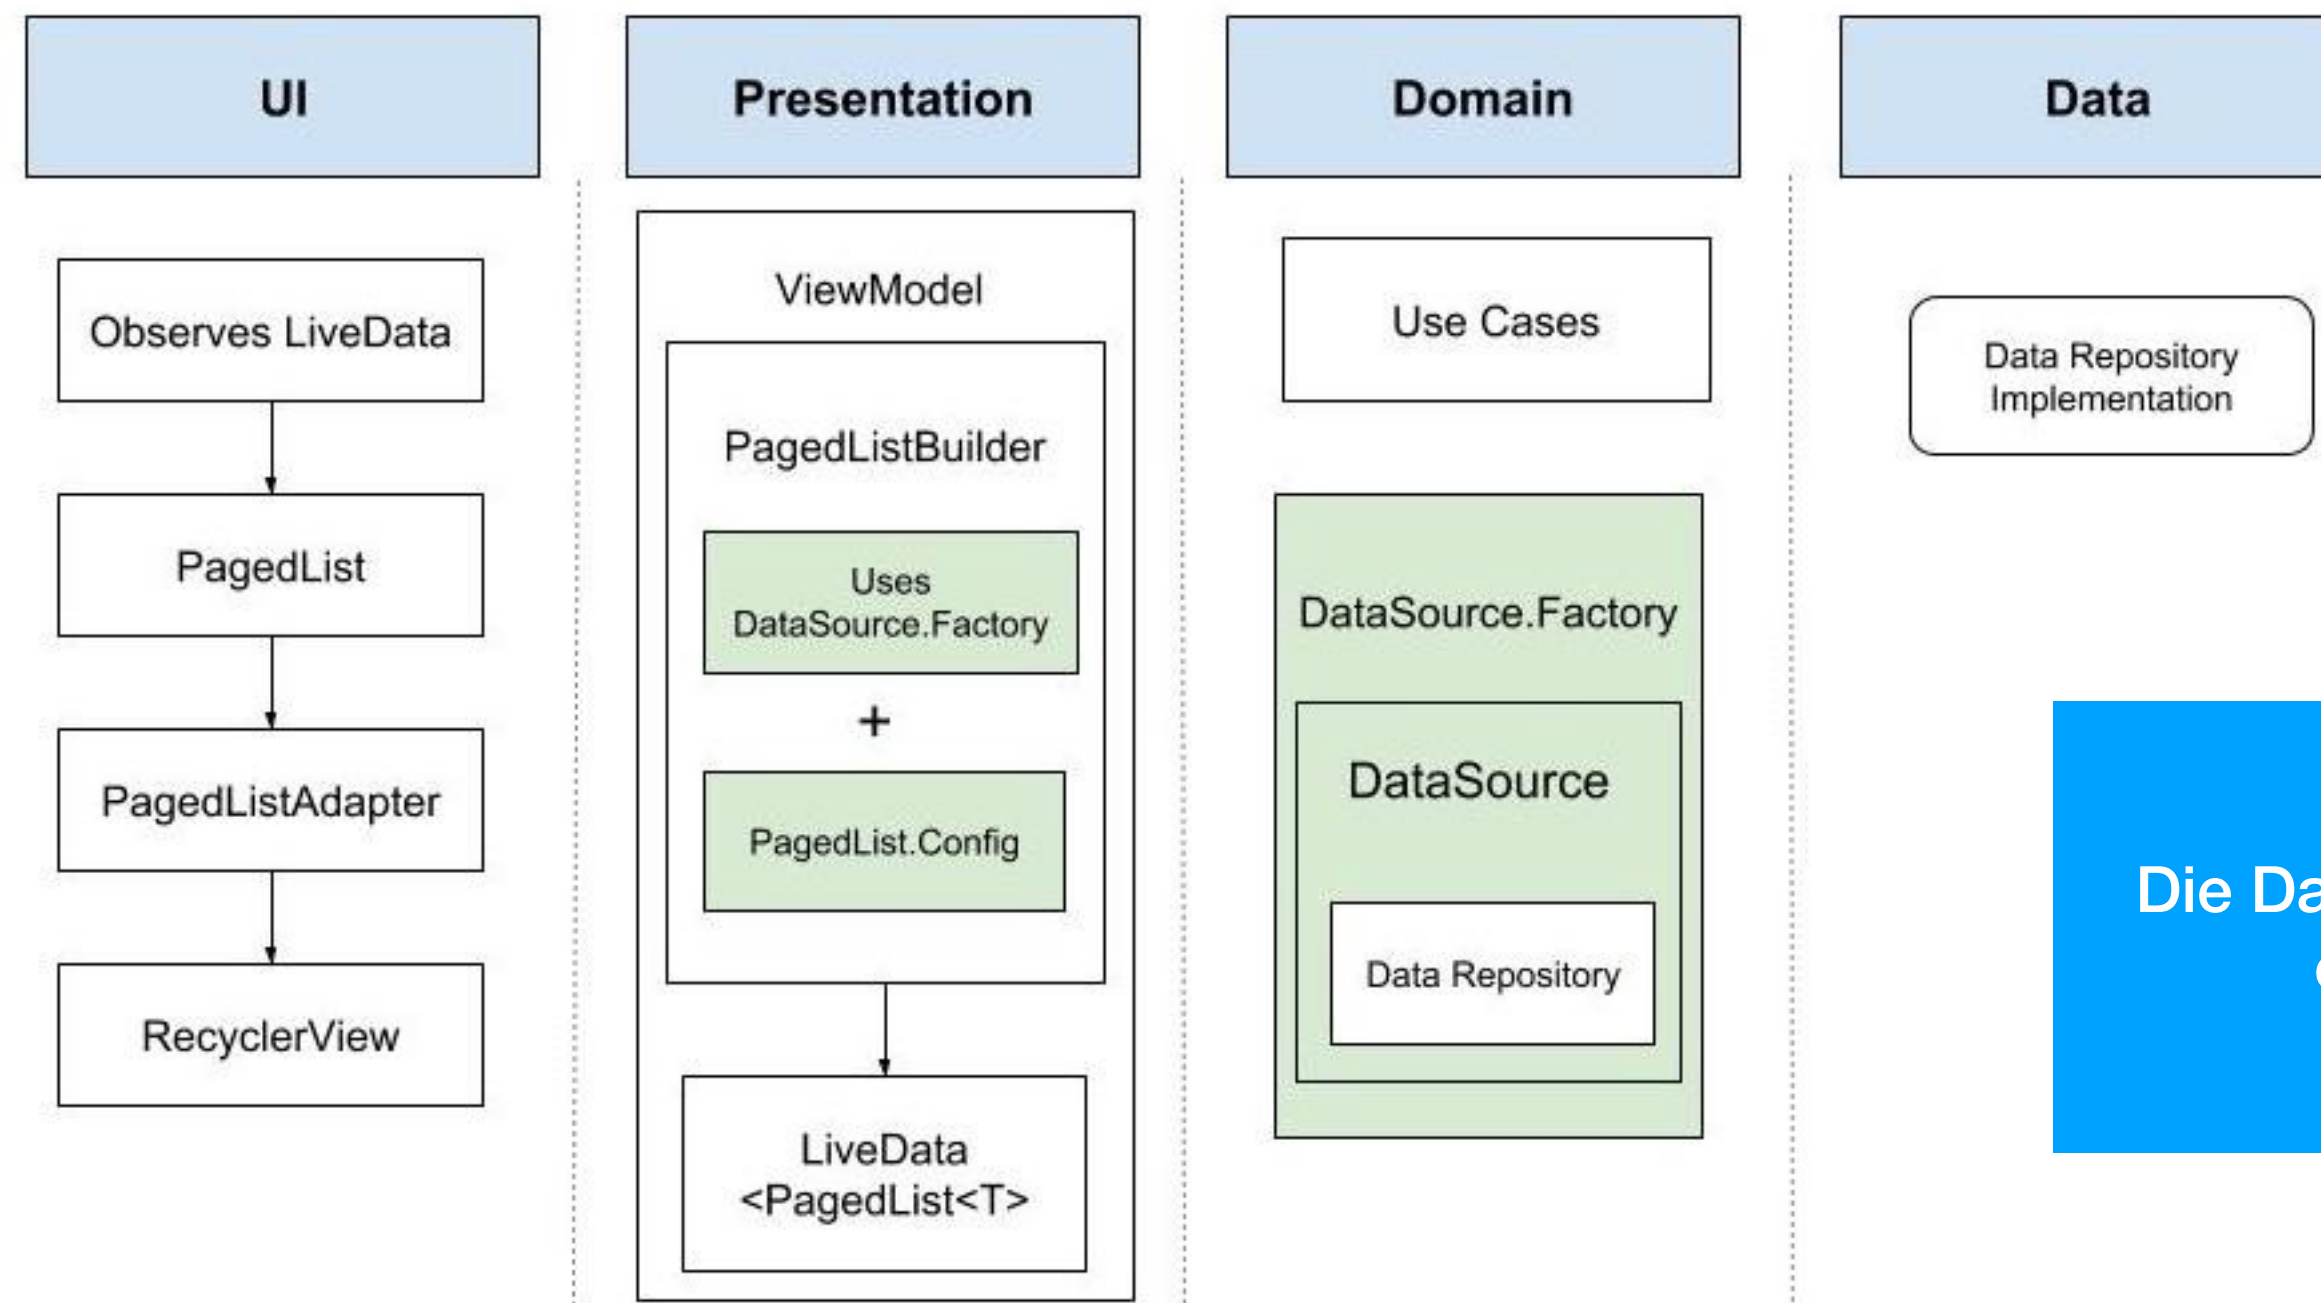 UI
Presentation
Domain
Data
Observes LiveData
PagedList
PagedListAdapter
RecyclerView
ViewModel
PagedListBuilder
Uses
DataSource.Factory
+
PagedList.Config
LiveData
<PagedList<T>
Use Cases
DataSource.Factory
DataSource
Data Repository
Data Repository
Implementation
Die